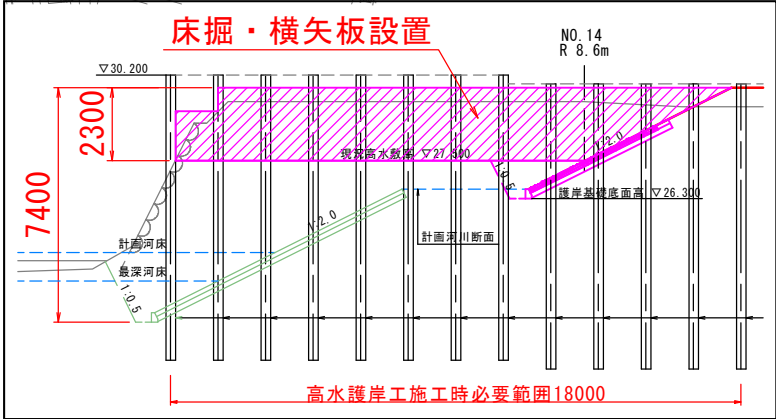 床掘・横矢板設置
NO.14
R 8.6m
▽30.200
2300
7400
現況高水敷高 ▽27.500
1:2.0
1:0.5
護岸基礎底面高 ▽26.300
1:2.0
計画河川断面
計画河床
最深河床
1:0.5
高水護岸工施工時必要範囲18000